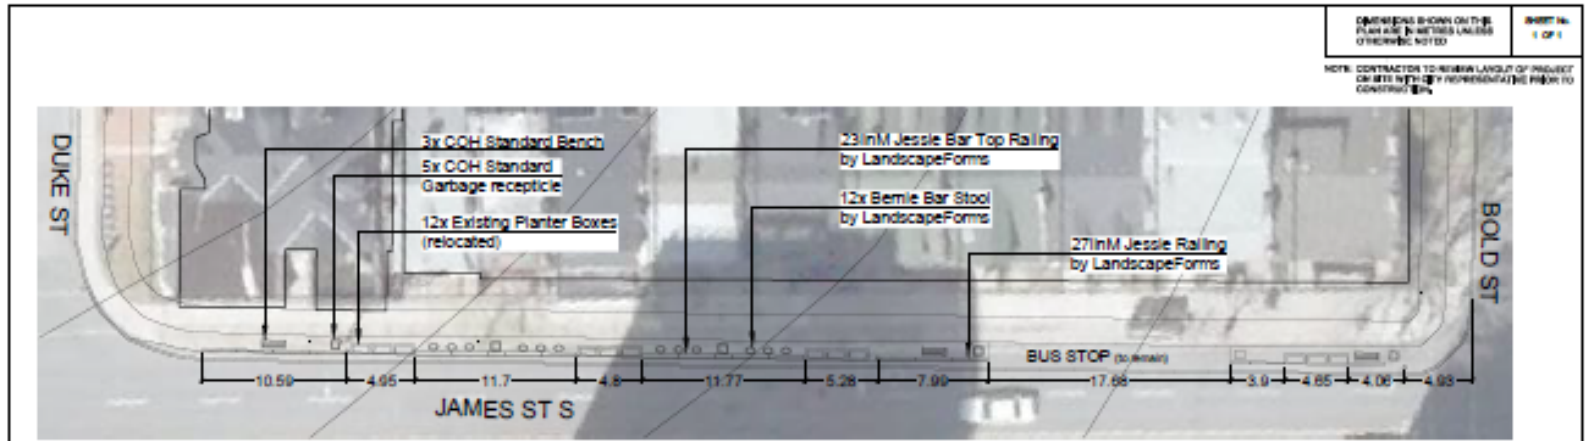 DIMENSIONS SHOWN ON THIS
PLAN ARE IN METRES UNLESS
OTHERWISE NOTED
SHEET No.
1 OF 1
NOTE: CONTRACTOR TO REVIEW LAYOUT OF PROJECT
ON SITE WITH CITY REPRESENTATIVE PRIOR TO
CONSTRUCTION.
DUKE ST
3x COH Standard Bench
5x COH Standard
Garbage recepticle
12x Existing Planter Boxes
(relocated)
23linM Jessie Bar Top Railing
by LandscapeForms
12x Bernie Bar Stool
by LandscapeForms
27linM Jessie Railing
by LandscapeForms
BOLD ST
BUS STOP (to remain)
10.59 4.95 11.7 4.8 11.77 5.28 7.99 17.68 3.9 4.65 4.06 4.93
JAMES ST S